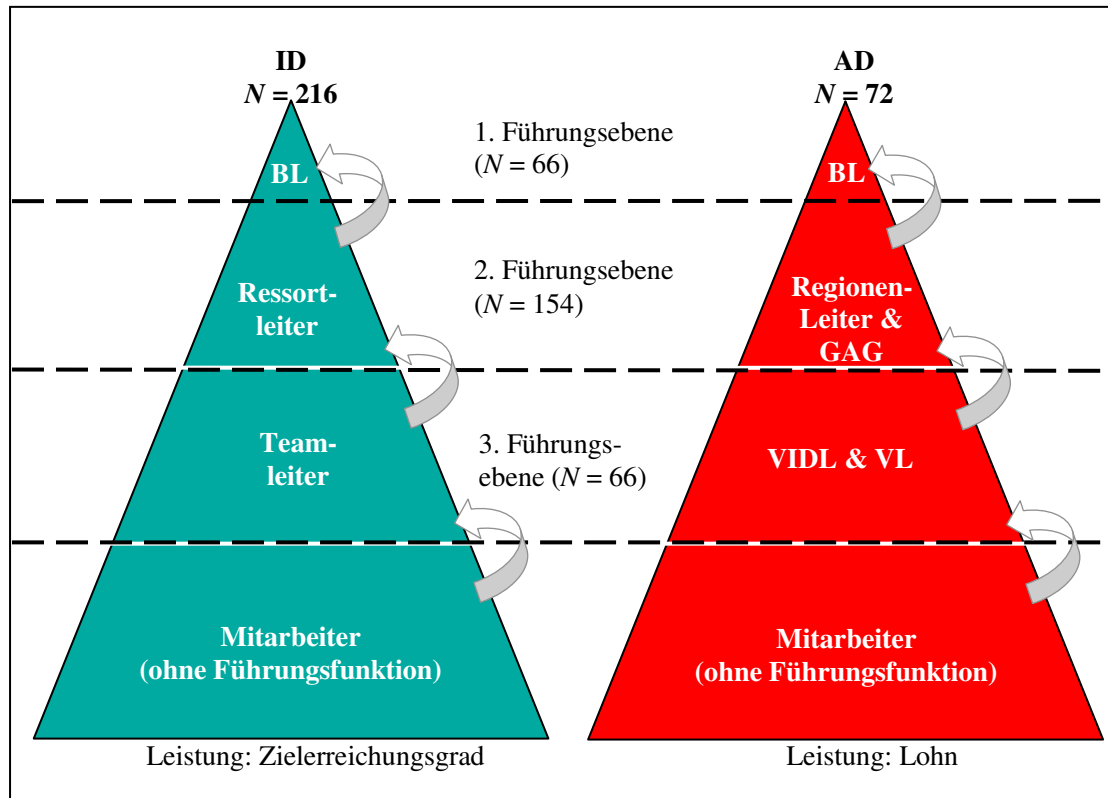 ID
N = 216
BL
Ressort-
leiter
Team-
leiter
Mitarbeiter
(ohne Führungsfunktion)
Leistung: Zielerreichungsgrad
1. Führungsebene
(N = 66)
2. Führungsebene
(N = 154)
3. Führungs-
ebene (N = 66)
AD
N = 72
BL
Regionen-
Leiter &
GAG
VIDL & VL
Mitarbeiter
(ohne Führungsfunktion)
Leistung: Lohn